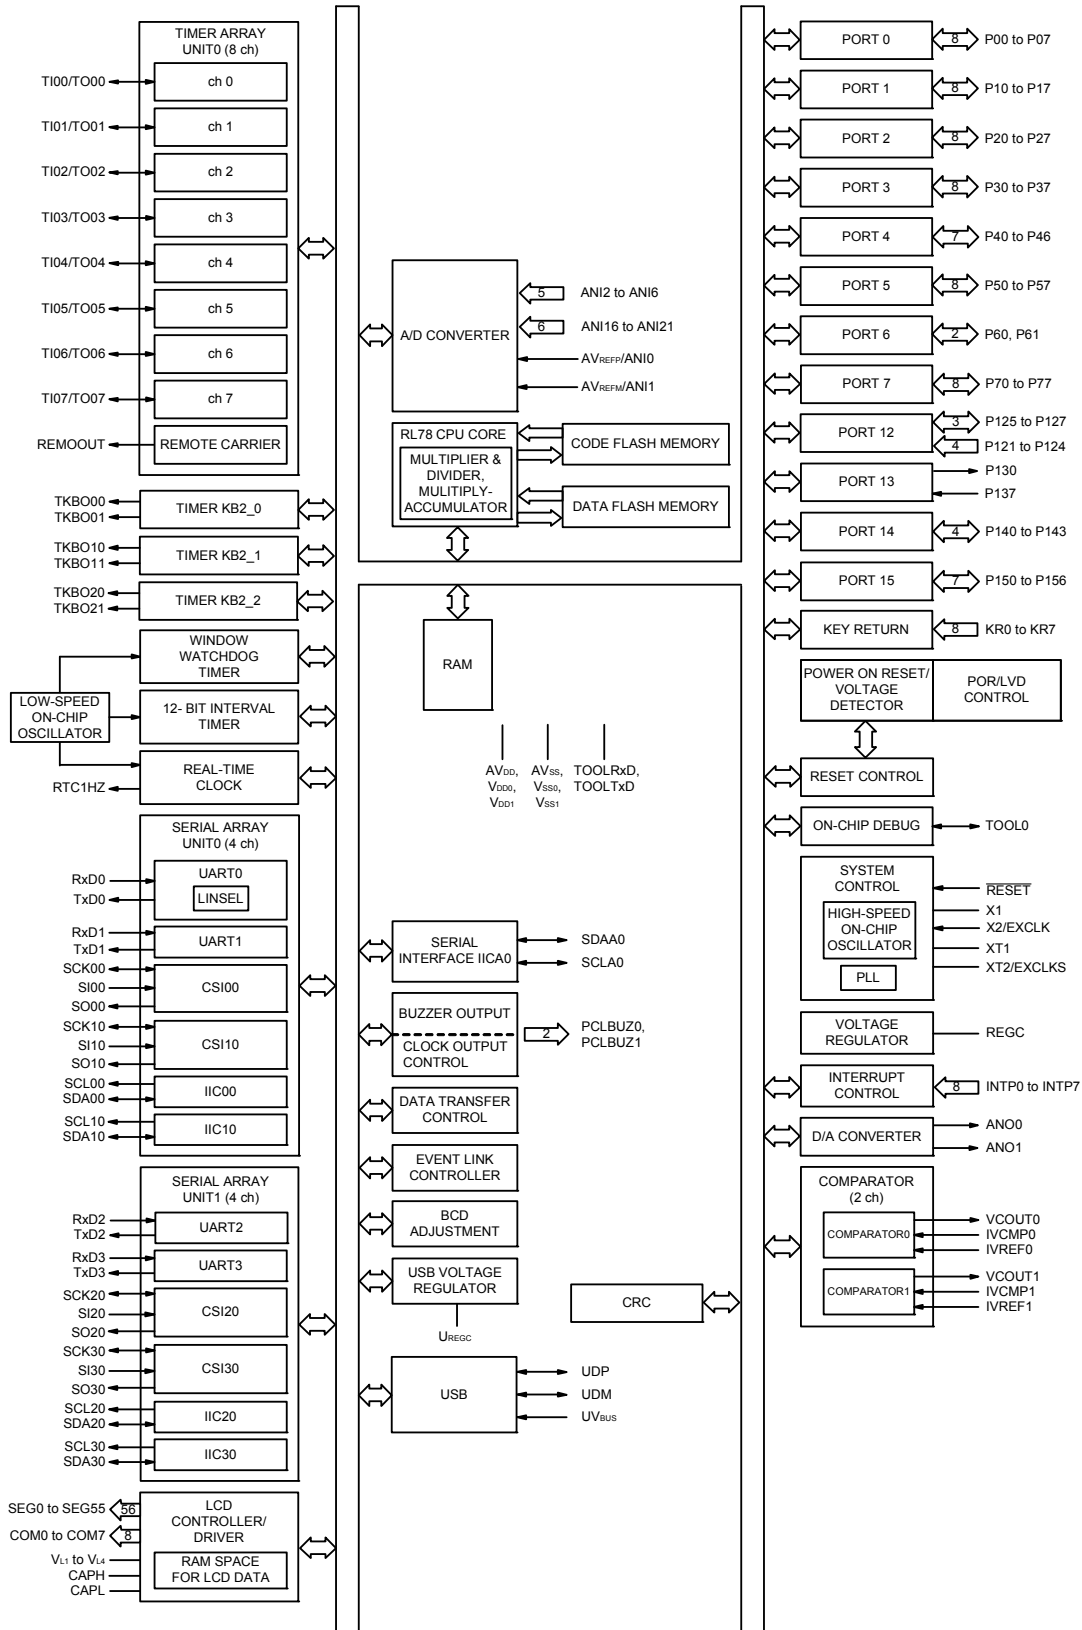 TIMER ARRAY
UNIT0 (8 ch)
TI00/TO00
ch 0
TI01/TO01
ch 1
TI02/TO02
ch 2
TI03/TO03
ch 3
TI04/TO04
ch 4
TI05/TO05
ch 5
TI06/TO06
ch 6
TI07/TO07
ch 7
REMOOUT
REMOTE CARRIER
TKBO00
TKBO01
TIMER KB2_0
TKBO10
TKBO11
TIMER KB2_1
TKBO20
TKBO21
TIMER KB2_2
WINDOW
WATCHDOG
TIMER
LOW-SPEED
ON-CHIP
OSCILLATOR
12- BIT INTERVAL
TIMER
REAL-TIME
CLOCK
RTC1HZ
SERIAL ARRAY
UNIT0 (4 ch)
RxD0
TxD0
UART0
LINSEL
RxD1
TxD1
UART1
SCK00
SI00
SO00
CSI00
SCK10
SI10
SO10
CSI10
SCL00
SDA00
IIC00
SCL10
SDA10
IIC10
SERIAL ARRAY
UNIT1 (4 ch)
RxD2
TxD2
UART2
RxD3
TxD3
UART3
SCK20
SI20
SO20
CSI20
SCK30
SI30
SO30
CSI30
SCL20
SDA20
IIC20
SCL30
SDA30
IIC30
SEG0 to SEG55
56
COM0 to COM7
8
VL1 to VL4
CAPH
CAPL
LCD
CONTROLLER/
DRIVER
RAM SPACE
FOR LCD DATA
A/D CONVERTER
5
ANI2 to ANI6
6
ANI16 to ANI21
AVREFP/ANI0
AVREFM/ANI1
RL78 CPU CORE
MULTIPLIER &
DIVIDER,
MULTIPLY-
ACCUMULATOR
CODE FLASH MEMORY
DATA FLASH MEMORY
RAM
AVDD,
VDD0,
VDD1
AVSS,
VSS0,
VSS1
TOOLRxD,
TOOLTxD
SERIAL
INTERFACE IICA0
SDAA0
SCLA0
BUZZER OUTPUT
CLOCK OUTPUT
CONTROL
2
PCLBUZ0,
PCLBUZ1
DATA TRANSFER
CONTROL
EVENT LINK
CONTROLLER
BCD
ADJUSTMENT
USB VOLTAGE
REGULATOR
UREGC
CRC
USB
UDP
UDM
UVBUS
PORT 0
8
P00 to P07
PORT 1
8
P10 to P17
PORT 2
8
P20 to P27
PORT 3
8
P30 to P37
PORT 4
7
P40 to P46
PORT 5
8
P50 to P57
PORT 6
2
P60, P61
PORT 7
8
P70 to P77
PORT 12
3
P125 to P127
4
P121 to P124
PORT 13
P130
P137
PORT 14
4
P140 to P143
PORT 15
7
P150 to P156
KEY RETURN
8
KR0 to KR7
POWER ON RESET/
VOLTAGE
DETECTOR
POR/LVD
CONTROL
RESET CONTROL
ON-CHIP DEBUG
TOOL0
SYSTEM
CONTROL
HIGH-SPEED
ON-CHIP
OSCILLATOR
PLL
RESET
X1
X2/EXCLK
XT1
XT2/EXCLKS
VOLTAGE
REGULATOR
REGC
INTERRUPT
CONTROL
8
INTP0 to INTP7
D/A CONVERTER
ANO0
ANO1
COMPARATOR
(2 ch)
COMPARATOR0
VCOUT0
IVCMP0
IVREF0
COMPARATOR1
VCOUT1
IVCMP1
IVREF1